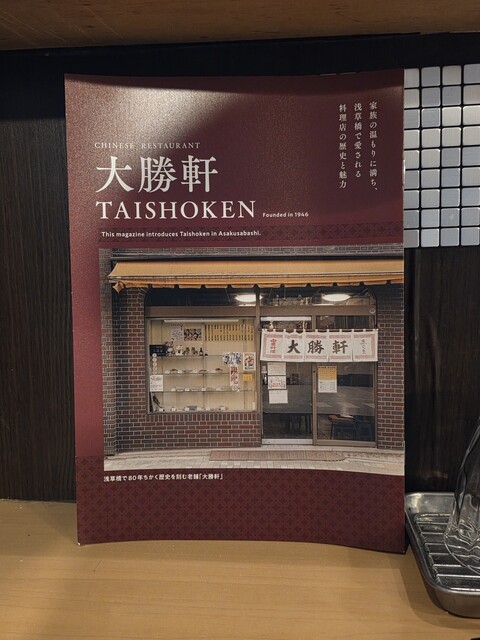 家族の温もりに満ち、
浅草橋で愛される
料理店の歴史と魅力
CHINESE RESTAURANT
大勝軒
TAISHOKEN Founded in 1946
This magazine introduces Taishoken in Asakusabashi.
大勝軒
浅草橋で80年ちかく歴史を刻む老舗「大勝軒」